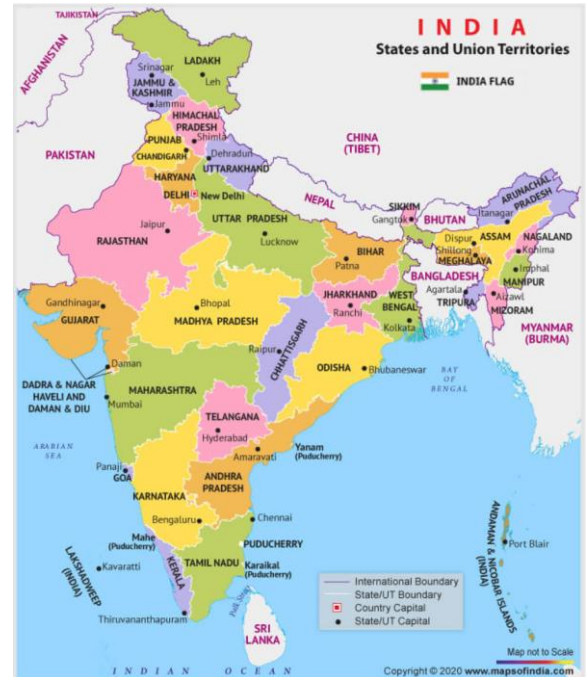 INDIA
States and Union Territories
INDIA FLAG
TAJIKISTAN
AFGHANISTAN
PAKISTAN
CHINA
(TIBET)
NEPAL
BHUTAN
BANGLADESH
MYANMAR
(BURMA)
SRI
LANKA
LADAKH
Leh
Srinagar
JAMMU &
KASHMIR
Jammu
HIMACHAL
PRADESH
Shimla
PUNJAB
CHANDIGARH
Dehradun
UTTARAKHAND
HARYANA
DELHI
New Delhi
RAJASTHAN
Jaipur
UTTAR PRADESH
Lucknow
BIHAR
Patna
SIKKIM
Gangtok
ARUNACHAL
PRADESH
Itanagar
ASSAM
Dispur
NAGALAND
Kohima
Shillong
MEGHALAYA
Imphal
MANIPUR
Agartala
TRIPURA
Aizawl
MIZORAM
WEST
BENGAL
Kolkata
JHARKHAND
Ranchi
Gandhinagar
GUJARAT
Bhopal
MADHYA PRADESH
CHHATTISGARH
Raipur
ODISHA
Bhubaneswar
Daman
DADRA & NAGAR
HAVELI AND
DAMAN & DIU
MAHARASHTRA
Mumbai
TELANGANA
Hyderabad
Amaravati
Yanam
(Puducherry)
ANDHRA
PRADESH
Panaji
GOA
KARNATAKA
Bengaluru
Chennai
PUDUCHERRY
Mahe
(Puducherry)
KERALA
TAMIL NADU
Karaikal
(Puducherry)
Thiruvananthapuram
LAKSHADWEEP
(INDIA)
Kavaratti
ANDAMAN & NICOBAR ISLANDS
(INDIA)
Port Blair
ARABIAN
SEA
BAY
OF
BENGAL
Palk Strait
INDIAN OCEAN
International Boundary
State/UT Boundary
Country Capital
State/UT Capital
Map not to Scale
Copyright © 2020 www.mapsofindia.com